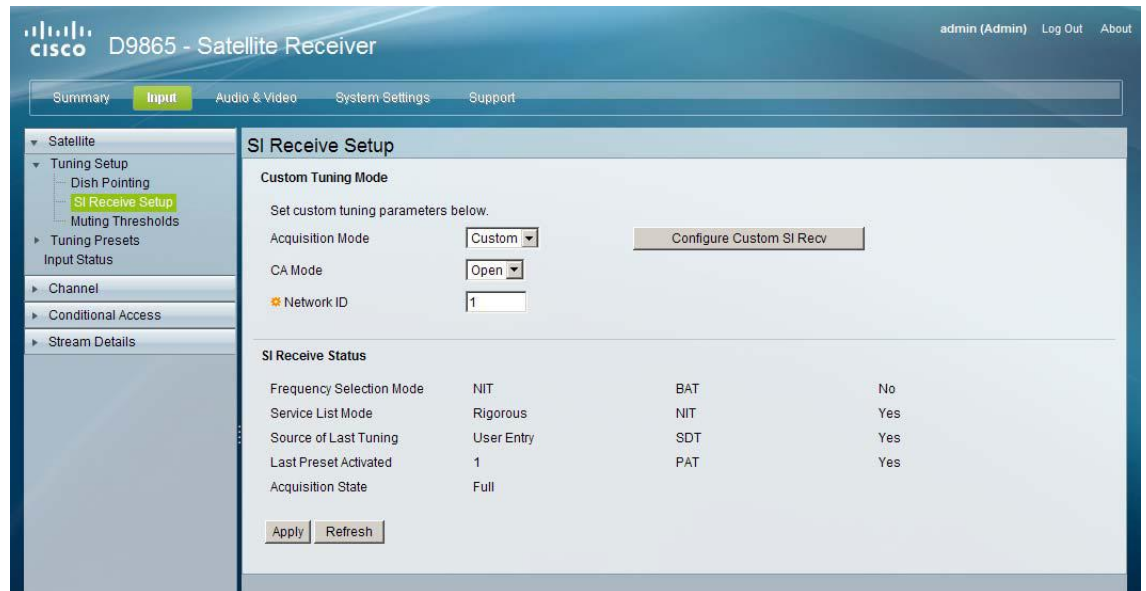 CISCO D9865 - Satellite Receiver
admin (Admin) Log Out About
Summary Input Audio & Video System Settings Support
Satellite
Tuning Setup
Dish Pointing
SI Receive Setup
Muting Thresholds
Tuning Presets
Input Status
Channel
Conditional Access
Stream Details
SI Receive Setup
Custom Tuning Mode
Set custom tuning parameters below.
Acquisition Mode Custom Configure Custom SI Recv
CA Mode Open
Network ID 1
SI Receive Status
Frequency Selection Mode NIT BAT No
Service List Mode Rigorous NIT Yes
Source of Last Tuning User Entry SDT Yes
Last Preset Activated 1 PAT Yes
Acquisition State Full
Apply Refresh